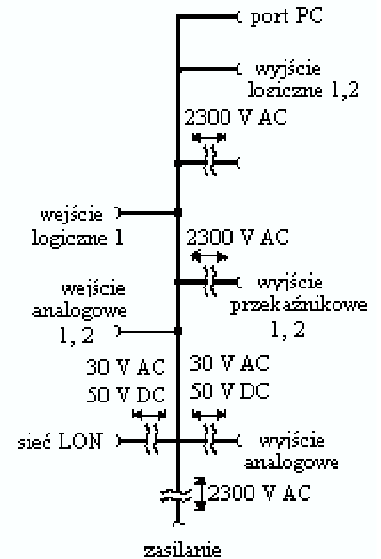 port PC
wyjście
logiczne 1,2
2300 V AC
wejście
logiczne 1
2300 V AC
wyjście
przekaźnikowe
1, 2
wejście
analogowe
1, 2
30 V AC
50 V DC
30 V AC
50 V DC
sieć LON
wyjście
analogowe
2300 V AC
zasilanie